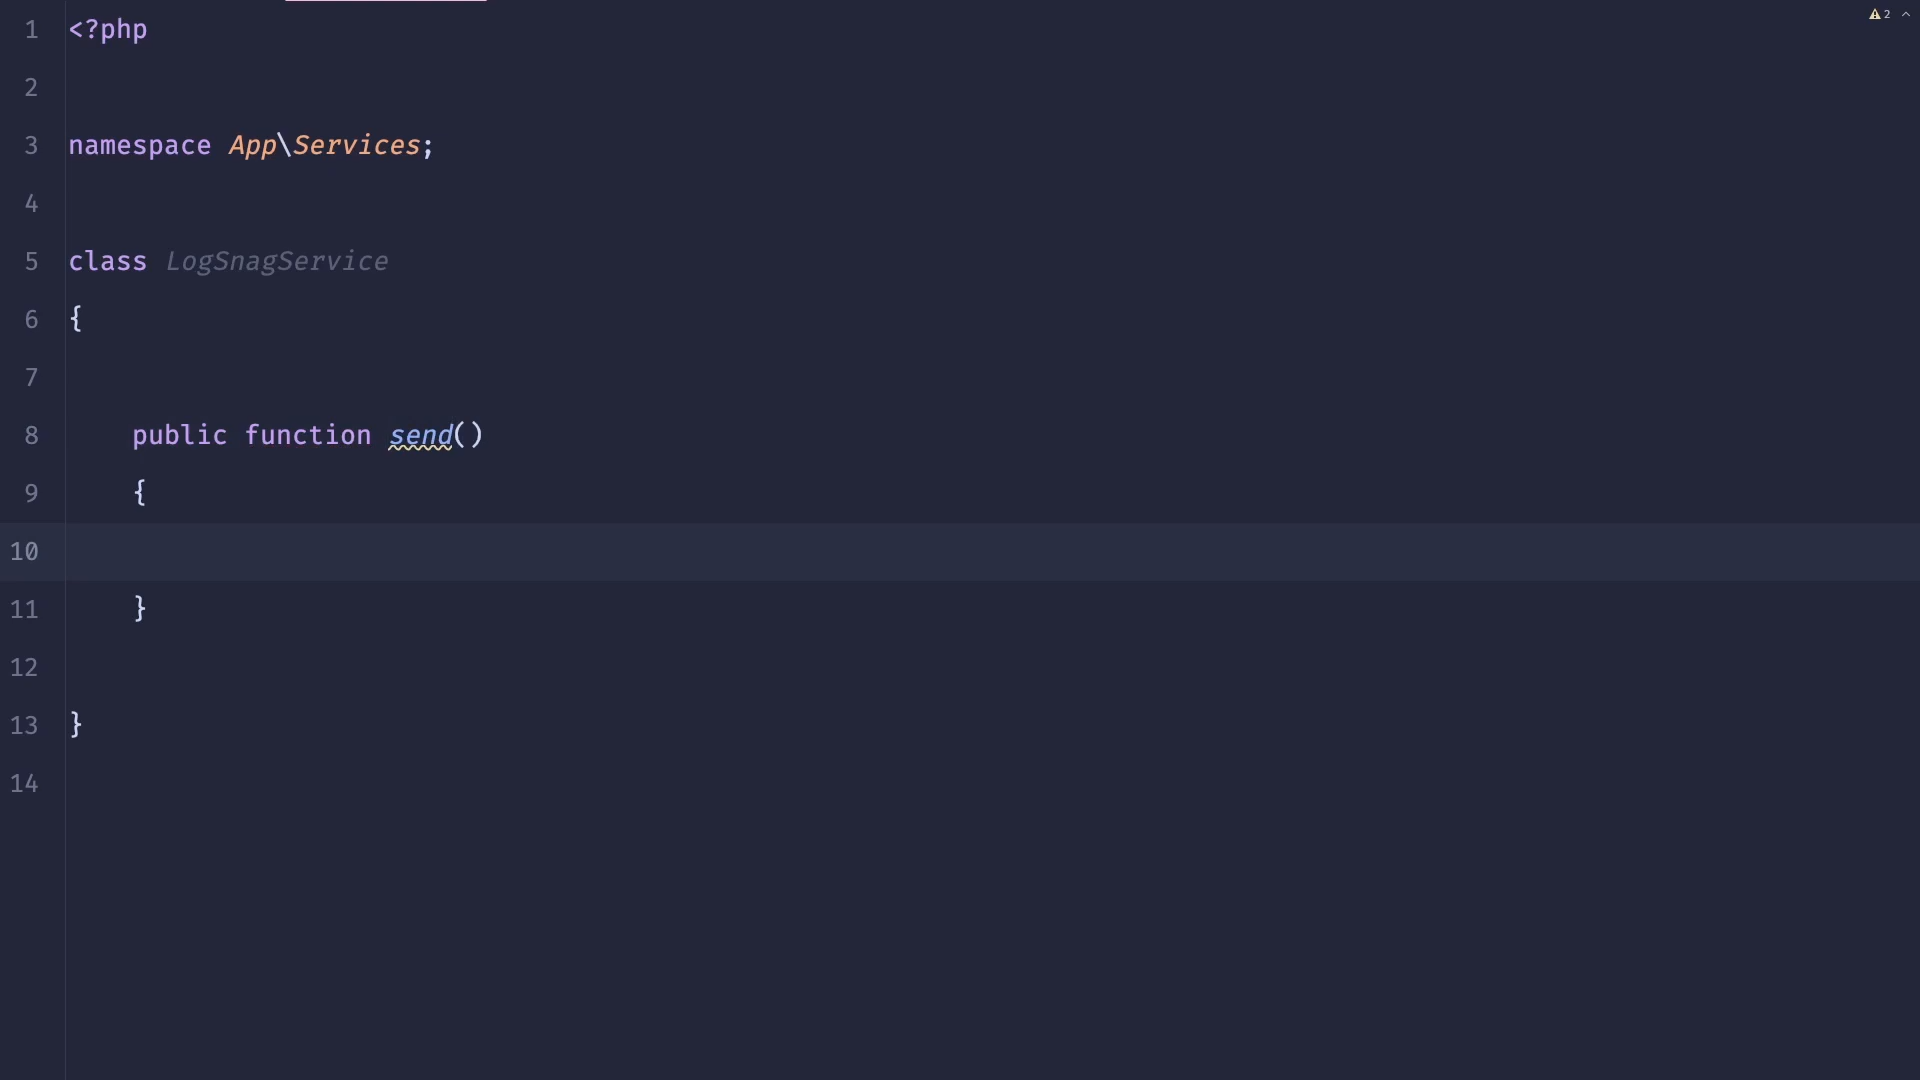 1 <?php
2
3 namespace App\Services;
4
5 class LogSnagService
6 {
7
8     public function send()
9     {
10
11     }
12
13 }
14
2